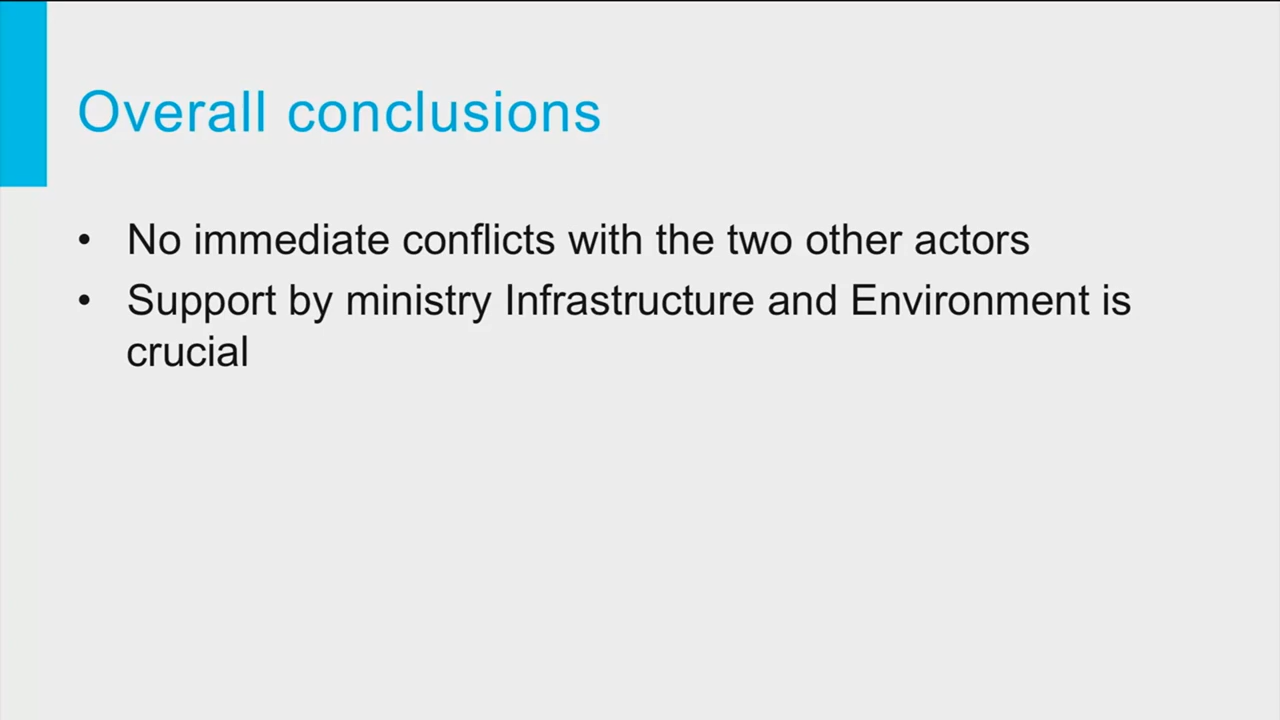 Overall conclusions
• No immediate conflicts with the two other actors
• Support by ministry Infrastructure and Environment is
crucial